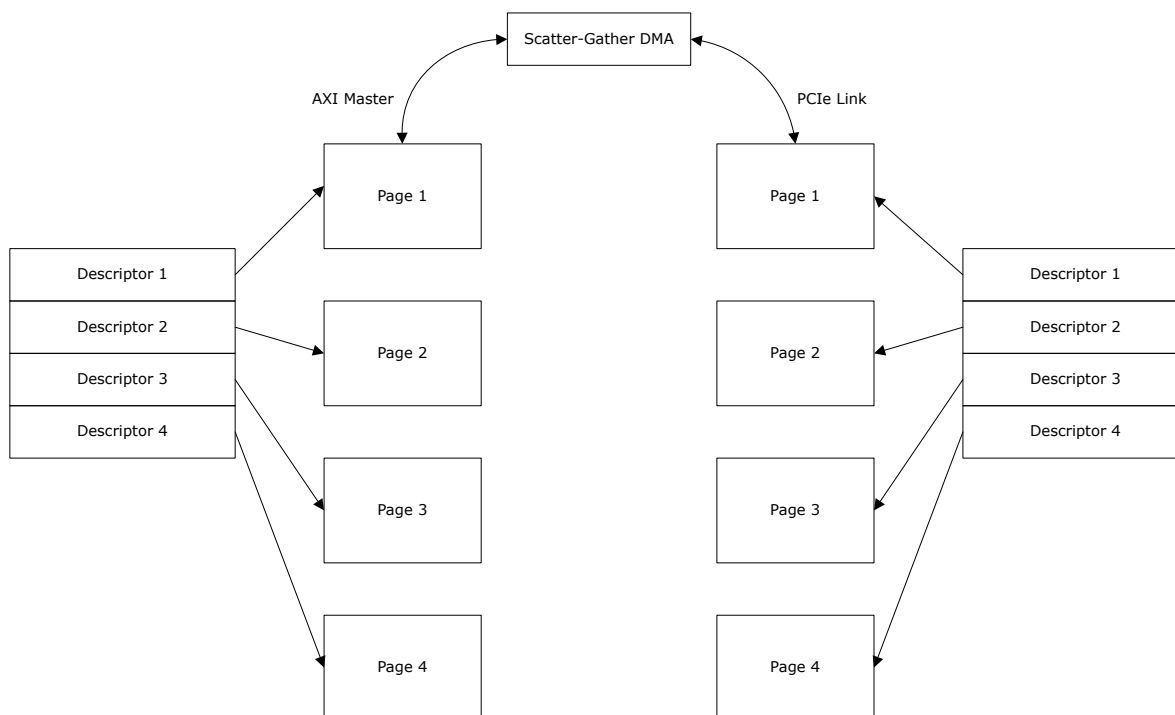 Scatter-Gather DMA
AXI Master
PCIe Link
Page 1
Page 1
Descriptor 1
Descriptor 1
Descriptor 2
Descriptor 2
Page 2
Page 2
Descriptor 3
Descriptor 3
Descriptor 4
Descriptor 4
Page 3
Page 3
Page 4
Page 4